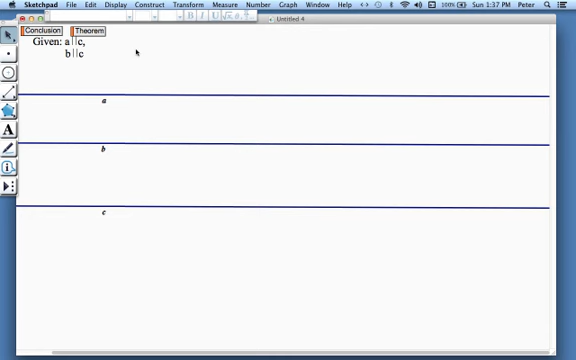 Sketchpad File Edit Display Construct Transform Measure Number Graph Window Help 100% Sun 1:37 PM Peter
Untitled 4
B I U
Conclusion Theorem
Given: a||c,
b||c
a
b
c
A